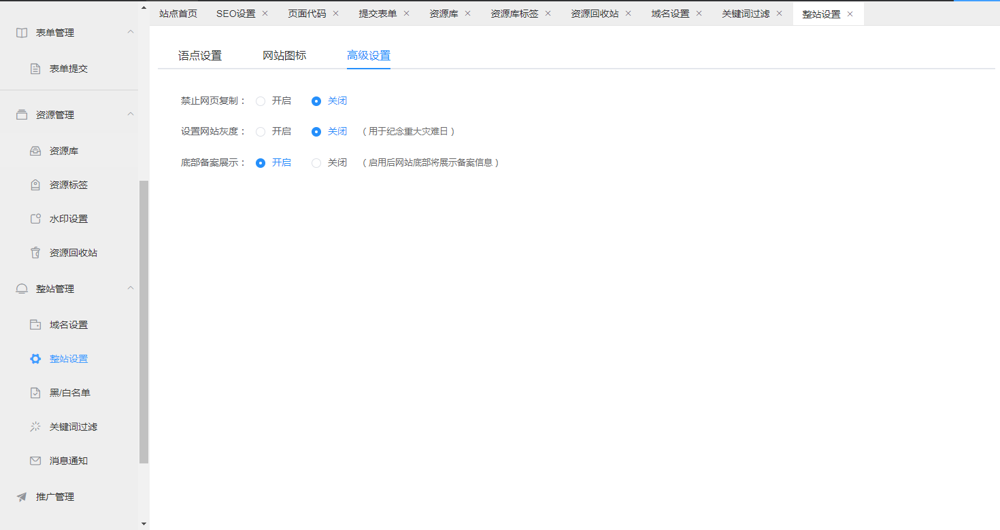 表单管理
表单提交
资源管理
资源库
资源标签
水印设置
资源回收站
整站管理
域名设置
整站设置
黑/白名单
关键词过滤
消息通知
推广管理
站点首页 SEO设置 页面代码 提交表单 资源库 资源库标签 资源回收站 域名设置 关键词过滤 整站设置
语点设置 网站图标 高级设置
禁止网页复制： 开启 关闭
设置网站灰度： 开启 关闭 （用于纪念重大灾难日）
底部备案展示： 开启 关闭 （启用后网站底部将展示备案信息）